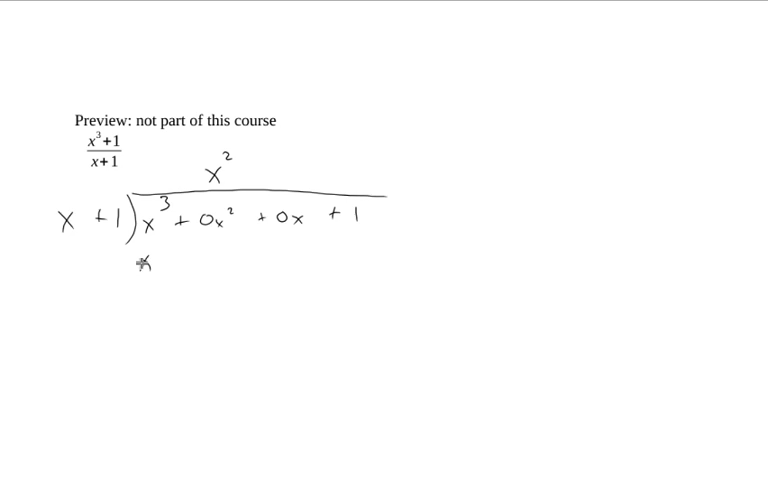 Preview: not part of this course
x³+1
x+1
x²
x + 1 ) x³ + 0x² + 0x + 1
x